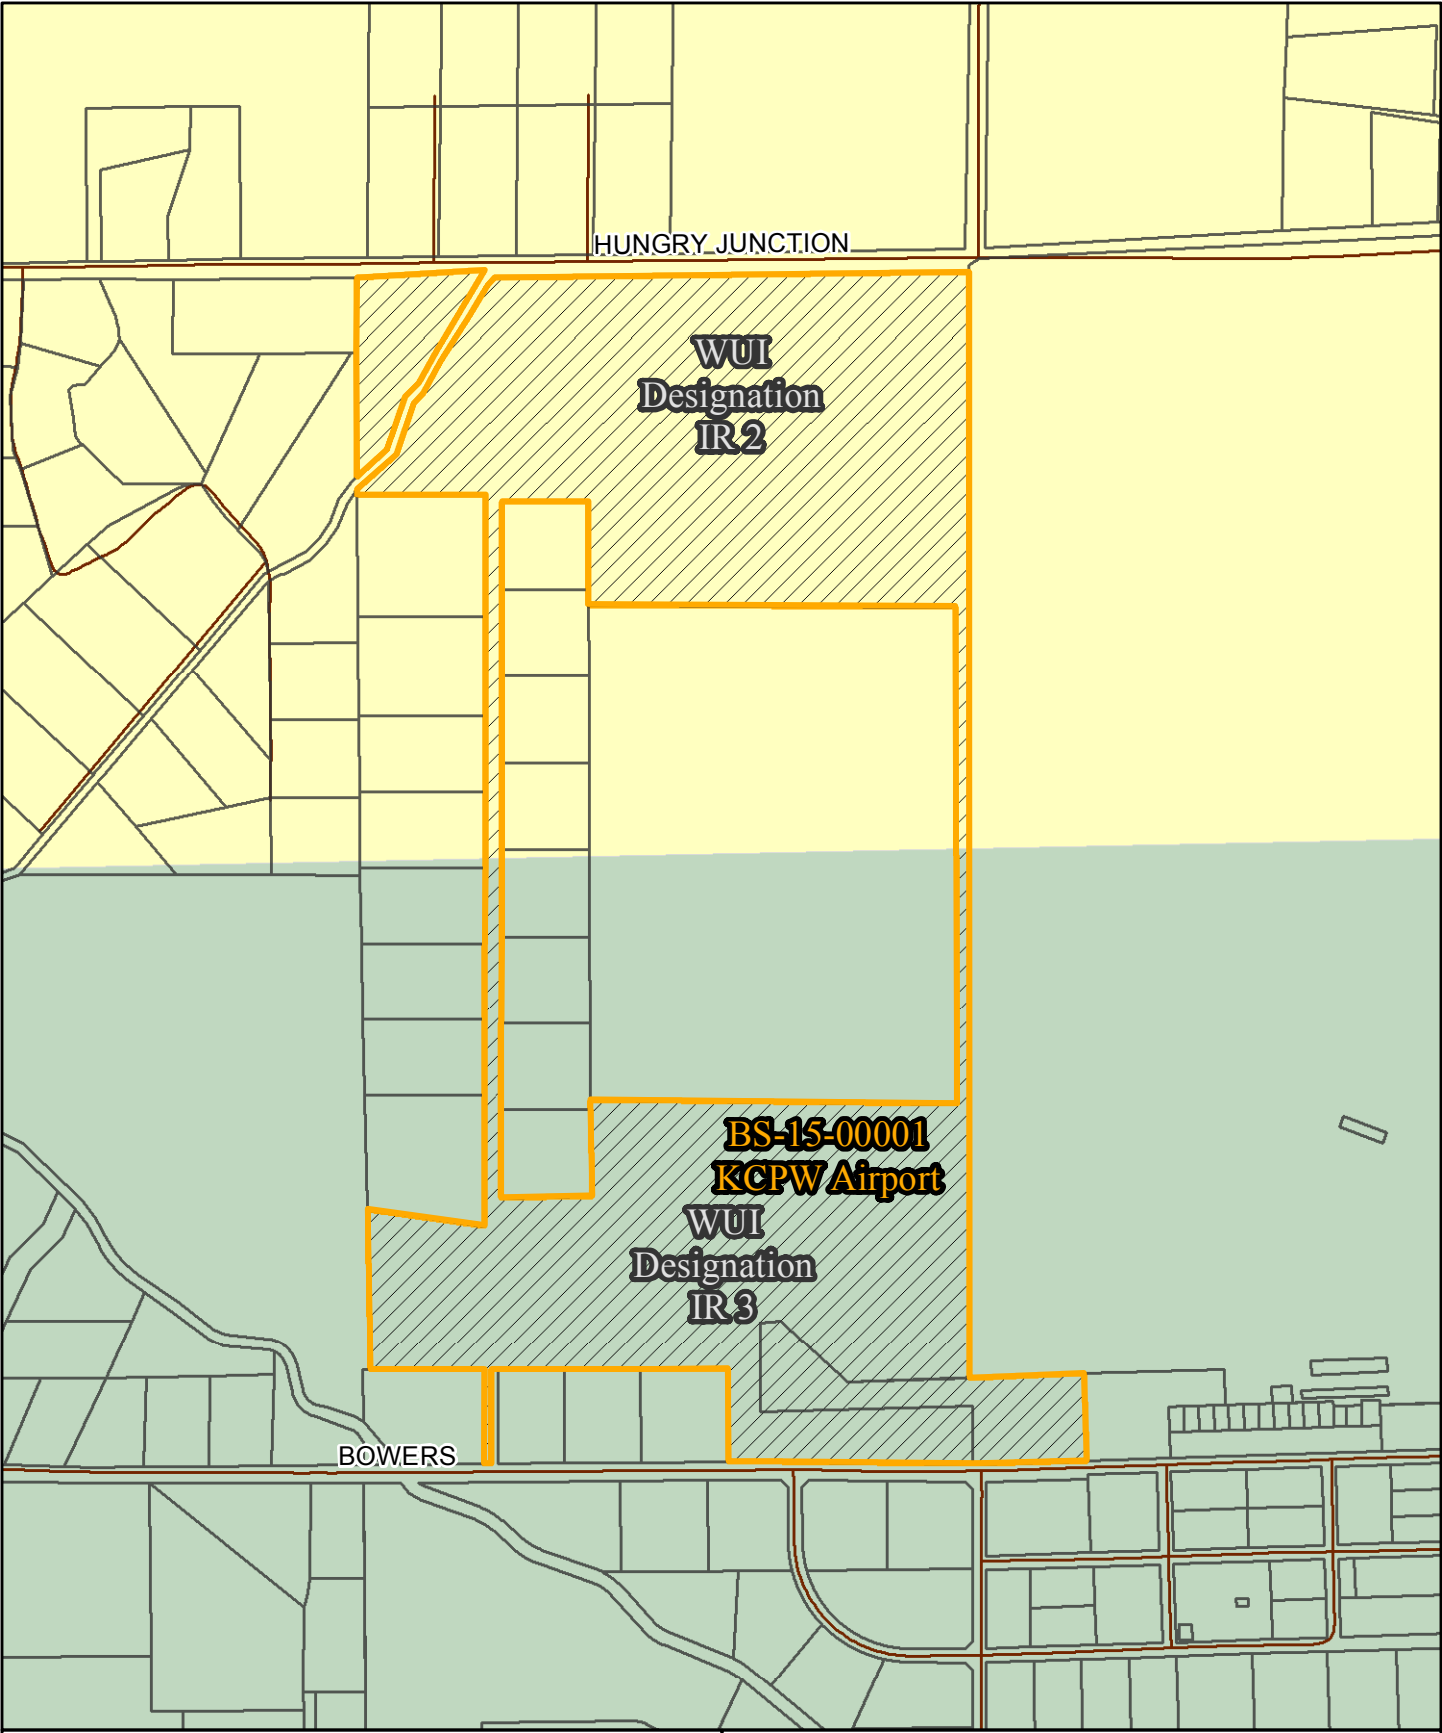 HUNGRY JUNCTION
WUI
Designation
IR 2
BS-15-00001
KCPW Airport
WUI
Designation
IR 3
BOWERS